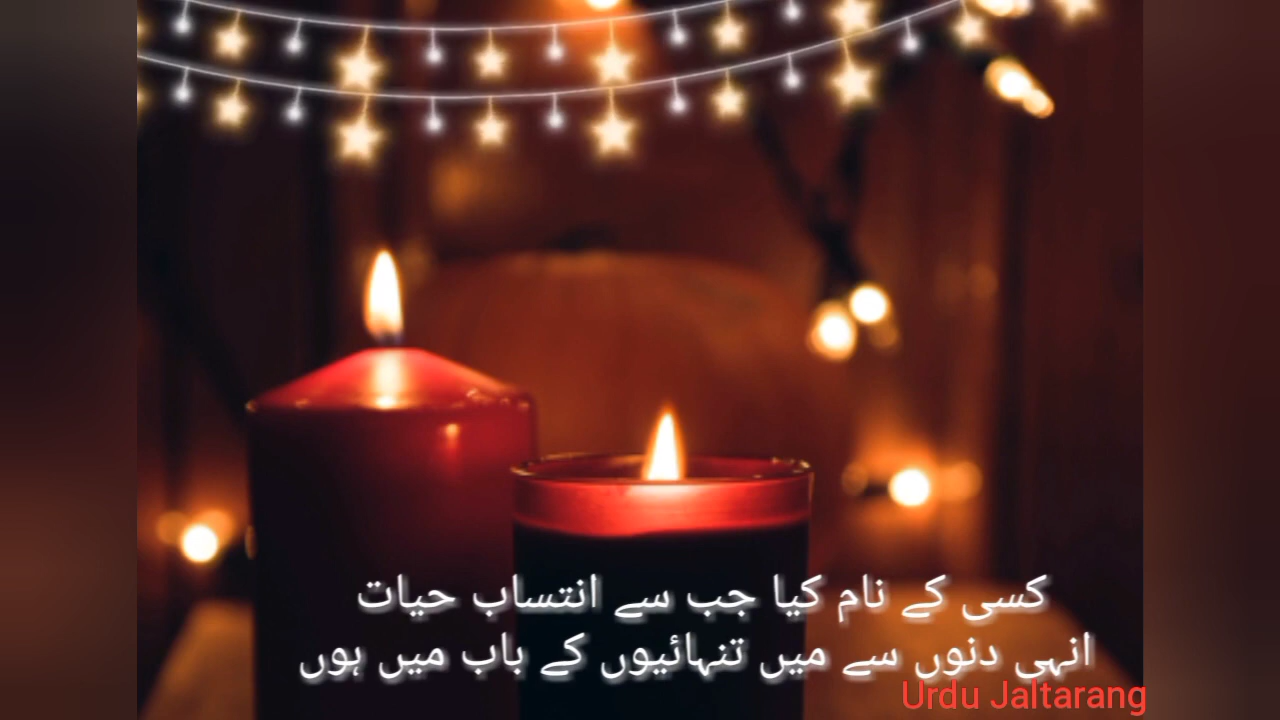 کسی کے نام کیا جب سے انتساب حیات
انہی دنوں سے میں تنہائیوں کے باب میں ہوں
Urdu Jaltarang